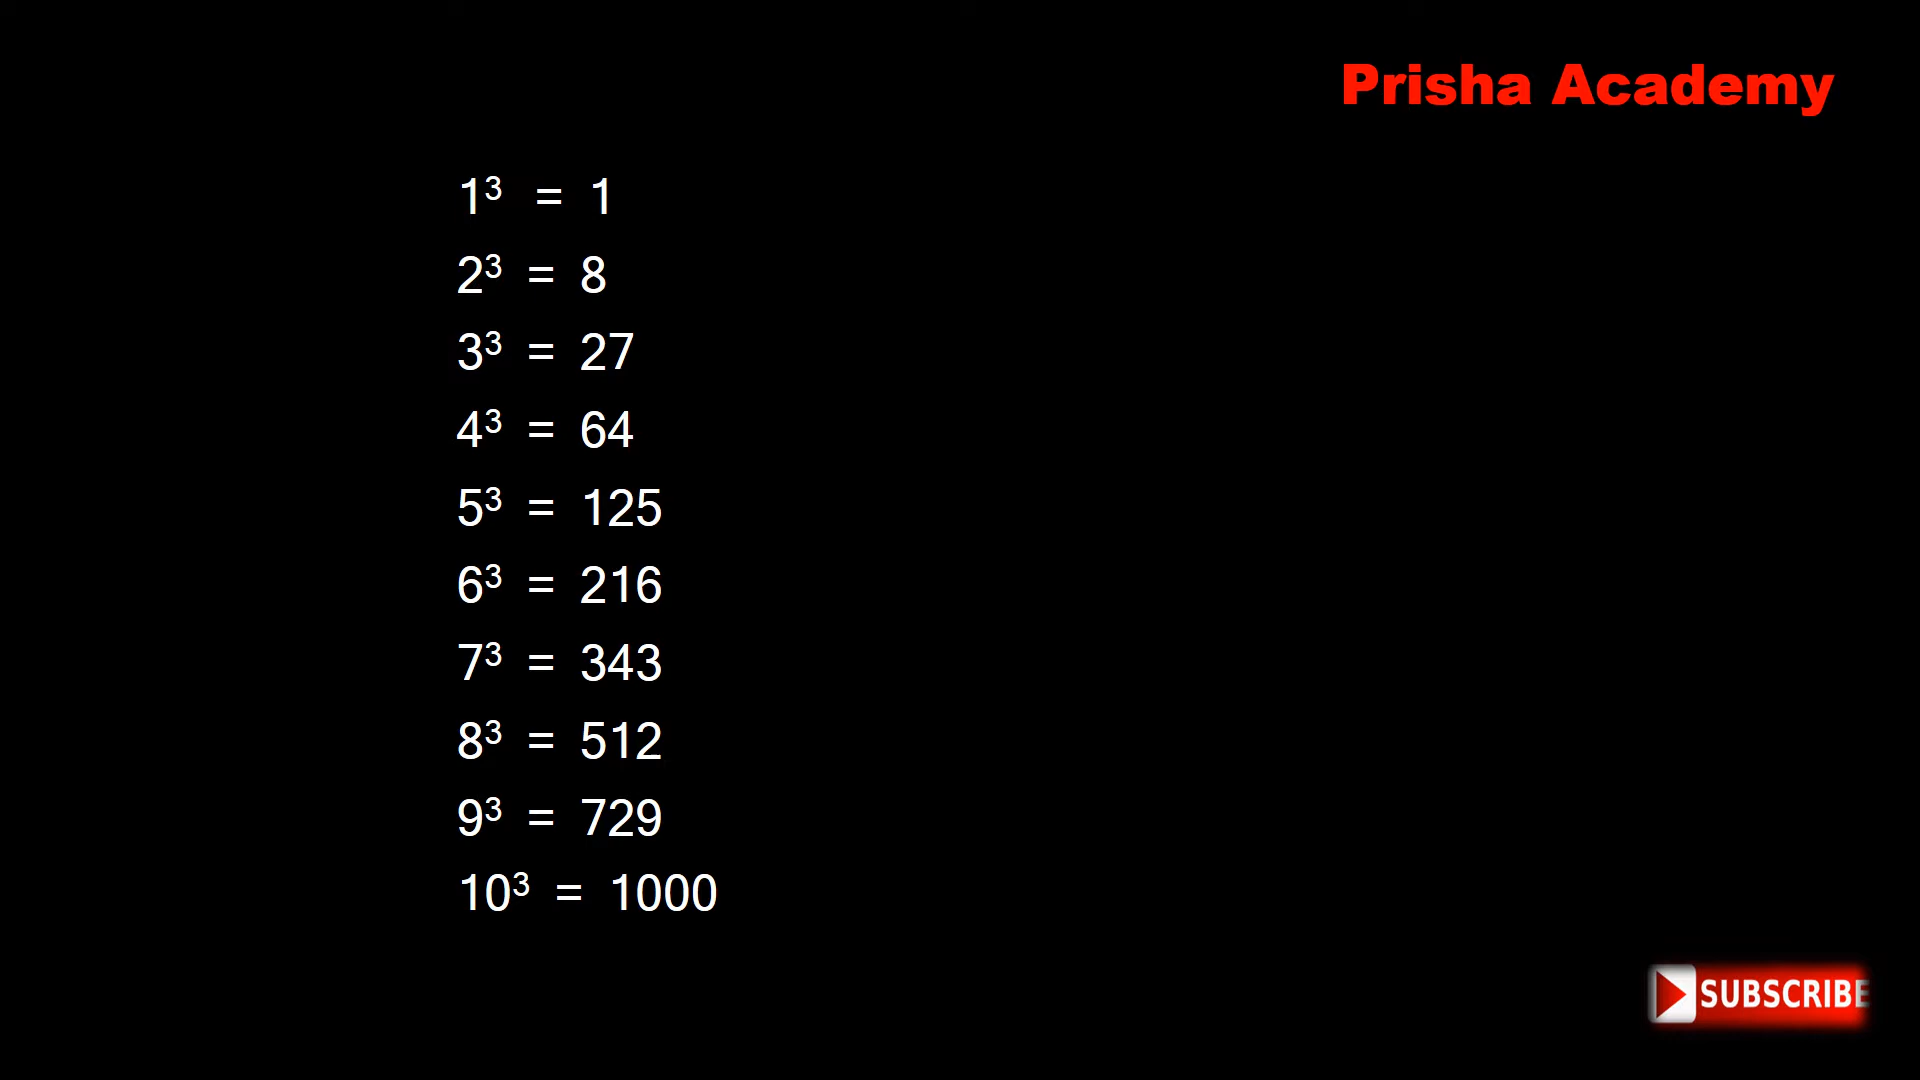 Prisha Academy
1³ = 1
2³ = 8
3³ = 27
4³ = 64
5³ = 125
6³ = 216
7³ = 343
8³ = 512
9³ = 729
10³ = 1000
SUBSCRIBE